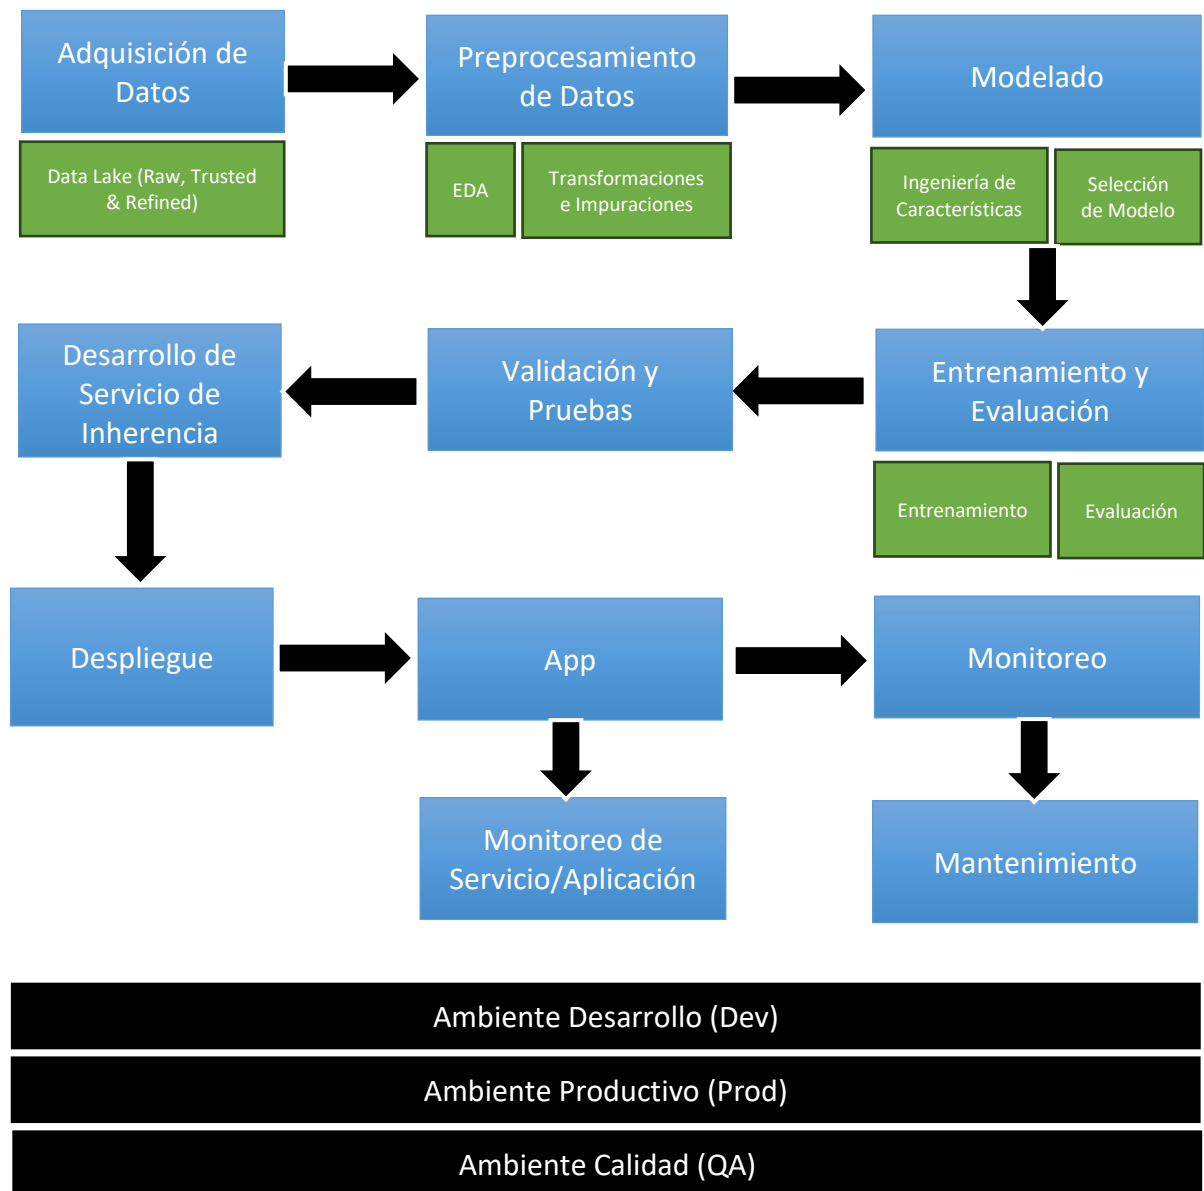 Adquisición de
Datos
Preprocesamiento
de Datos
Modelado
Data Lake (Raw, Trusted
& Refined)
EDA
Transformaciones
e Impuraciones
Ingeniería de
Características
Selección
de Modelo
Desarrollo de
Servicio de
Inherencia
Validación y
Pruebas
Entrenamiento y
Evaluación
Entrenamiento
Evaluación
Despliegue
App
Monitoreo
Monitoreo de
Servicio/Aplicación
Mantenimiento
Ambiente Desarrollo (Dev)
Ambiente Productivo (Prod)
Ambiente Calidad (QA)